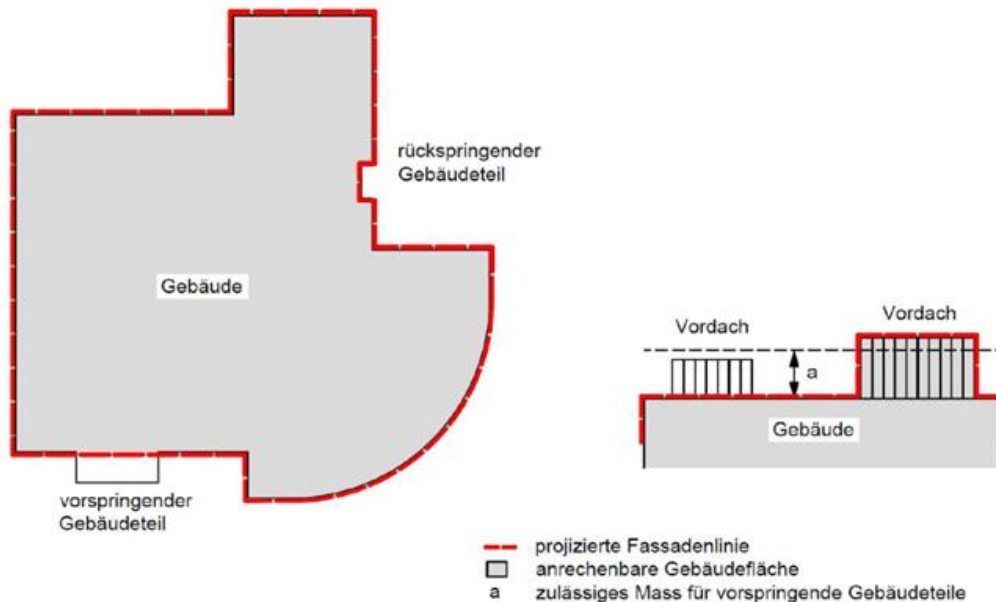 rückspringender
Gebäudeteil
Gebäude
Vordach
Vordach
a
Gebäude
vorspringender
Gebäudeteil
projizierte Fassadenlinie
anrechenbare Gebäudefläche
a zulässiges Mass für vorspringende Gebäudeteile